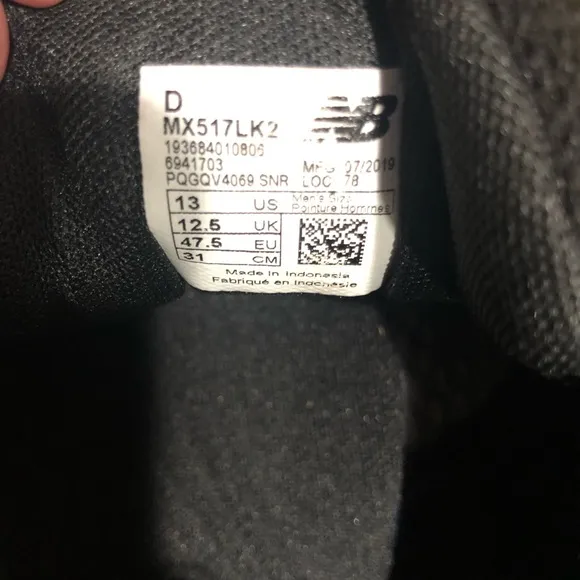 D
NB
MX517LK2
193684010806
6941703 MFG 07/2019
PQGQV4069 SNR LOC 78
13 US Men's Size
Pointure Hommes
12.5 UK
47.5 EU
31 CM
Made in Indonesia
Fabriqué en Indonésie